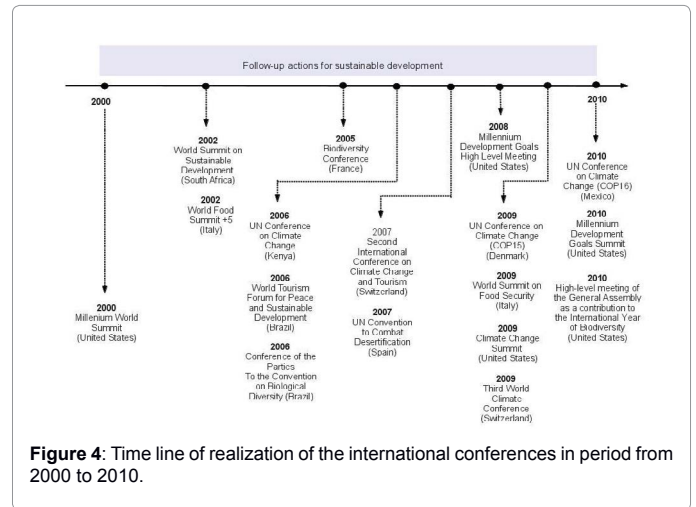 Follow-up actions for sustainable development
2000
2010
2002
World Summit on
Sustainable
Development
(South Africa)
2002
World Food
Summit +5
(Italy)
2005
Biodiversity
Conference
(France)
2008
Millennium
Development Goals
High Level Meeting
(United States)
2010
UN Conference
on Climate
Change (COP16)
(Mexico)
2010
Millennium
Development
Goals Summit
(United States)
2010
High-level meeting of
the General Assembly
as a contribution to
the International Year
of Biodiversity
(United States)
2006
UN Conference
on Climate
Change
(Kenya)
2006
World Tourism
Forum for Peace
and Sustainable
Development
(Brazil)
2006
Conference of the
Parties
To the Convention
on Biological
Diversity (Brazil)
2007
Second
International
Conference on
Climate Change
and Tourism
(Switzerland)
2007
UN Convention
to Combat
Desertification
(Spain)
2009
UN Conference on
Climate Change
(COP15)
(Denmark)
2009
World Summit on
Food Security
(Italy)
2009
Climate Change
Summit
(United States)
2009
Third World
Climate
Conference
(Switzerland)
2000
Millenium World
Summit
(United States)
Figure 4: Time line of realization of the international conferences in period from
2000 to 2010.